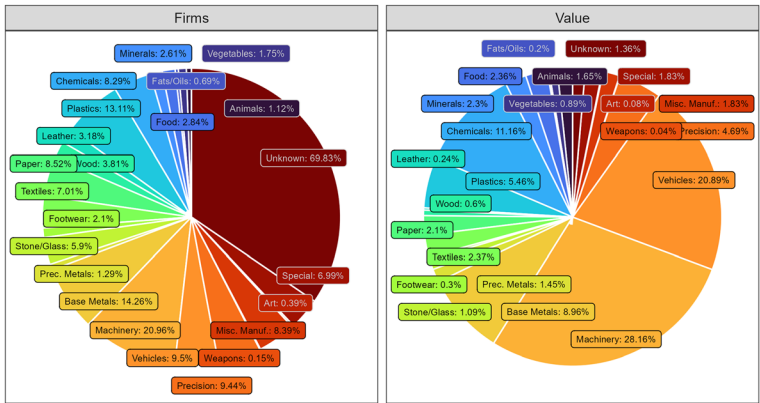 Firms
Minerals: 2.61%
Vegetables: 1.75%
Chemicals: 8.29%
Fats/Oils: 0.69%
Plastics: 13.11%
Animals: 1.12%
Food: 2.84%
Leather: 3.18%
Paper: 8.52%
Wood: 3.81%
Unknown: 69.83%
Textiles: 7.01%
Footwear: 2.1%
Stone/Glass: 5.9%
Prec. Metals: 1.29%
Special: 6.99%
Base Metals: 14.26%
Art: 0.39%
Machinery: 20.96%
Misc. Manuf.: 8.39%
Vehicles: 9.5%
Weapons: 0.15%
Precision: 9.44%
Value
Fats/Oils: 0.2%
Unknown: 1.36%
Food: 2.36%
Animals: 1.65%
Special: 1.83%
Minerals: 2.3%
Vegetables: 0.89%
Art: 0.08%
Misc. Manuf.: 1.83%
Chemicals: 11.16%
Weapons: 0.04%
Precision: 4.69%
Leather: 0.24%
Plastics: 5.46%
Vehicles: 20.89%
Wood: 0.6%
Paper: 2.1%
Textiles: 2.37%
Footwear: 0.3%
Prec. Metals: 1.45%
Stone/Glass: 1.09%
Base Metals: 8.96%
Machinery: 28.16%